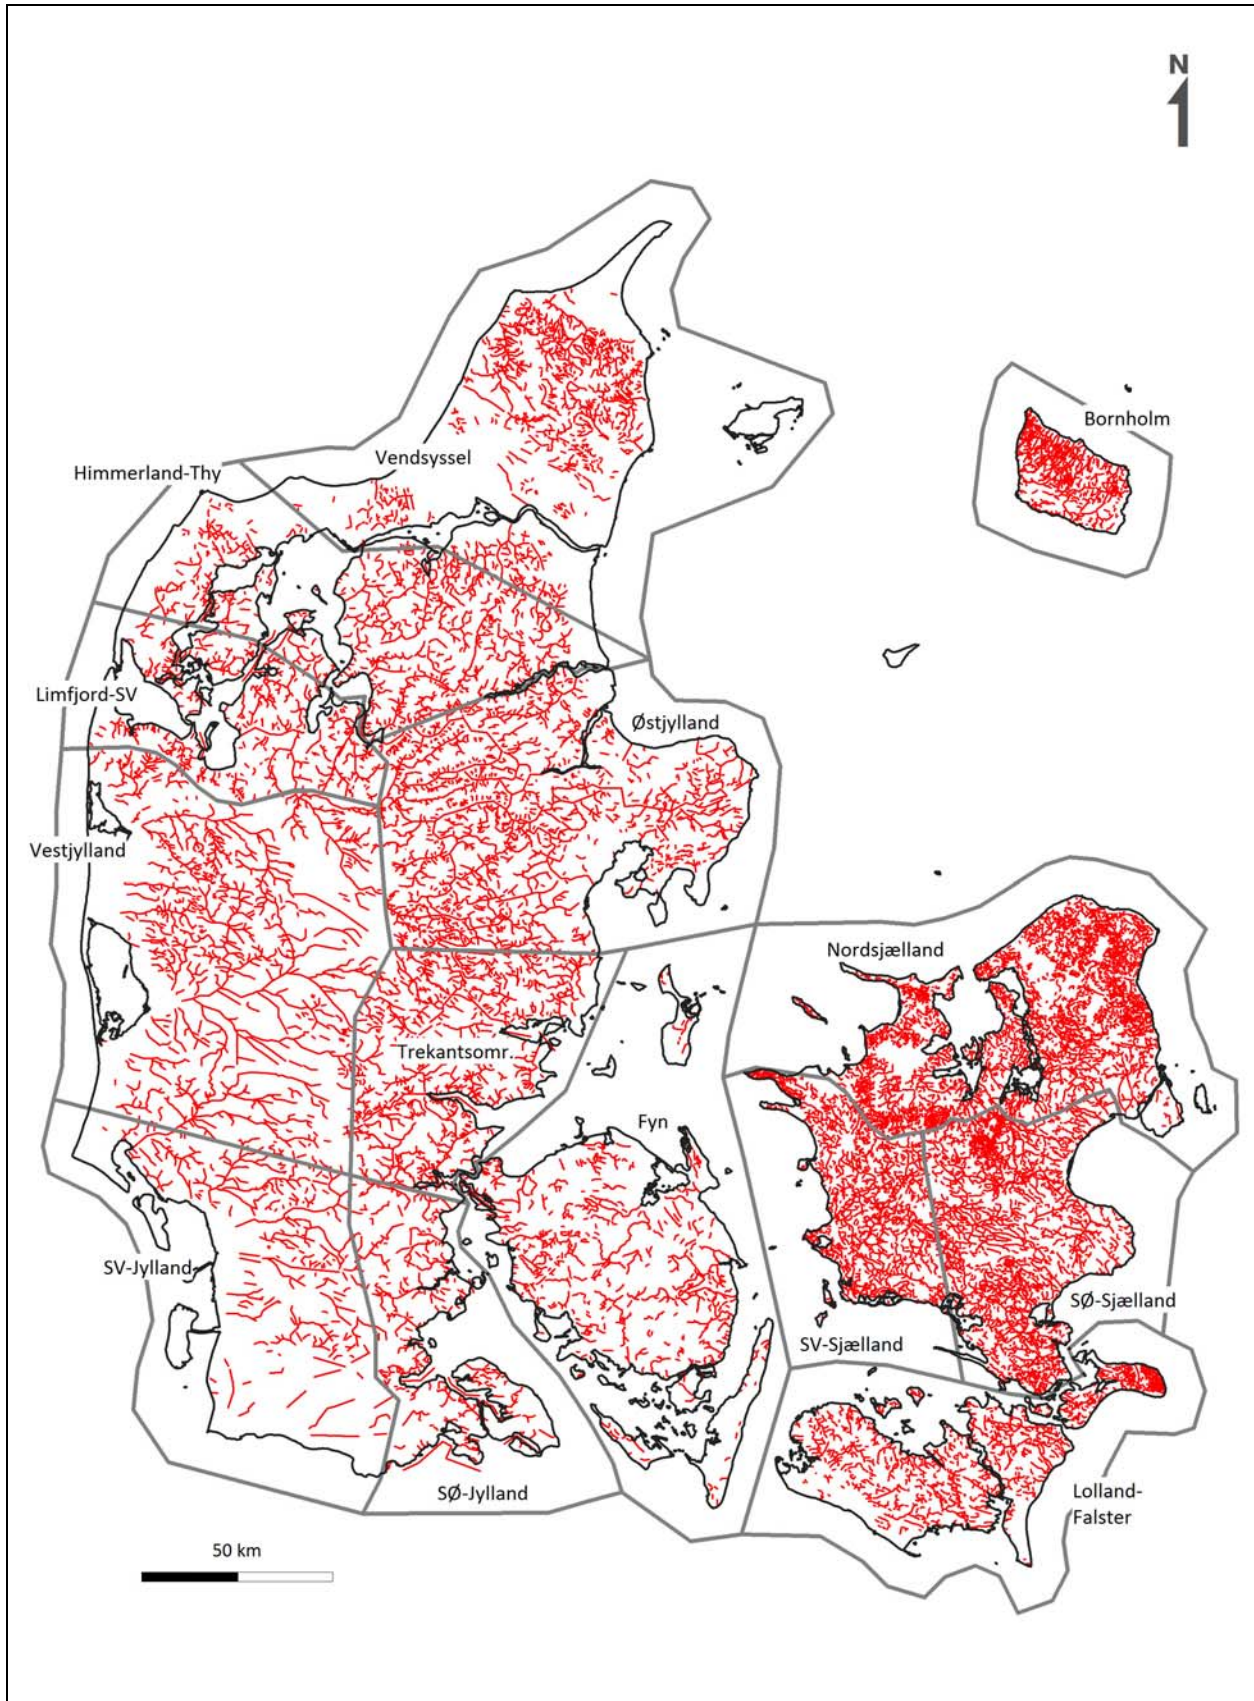 N
Bornholm
Vendsyssel
Himmerland-Thy
Limfjord-SV
Østjylland
Vestjylland
Nordsjælland
Trekantsomr.
Fyn
SV-Jylland
SØ-Sjælland
SV-Sjælland
SØ-Jylland
Lolland-
Falster
50 km